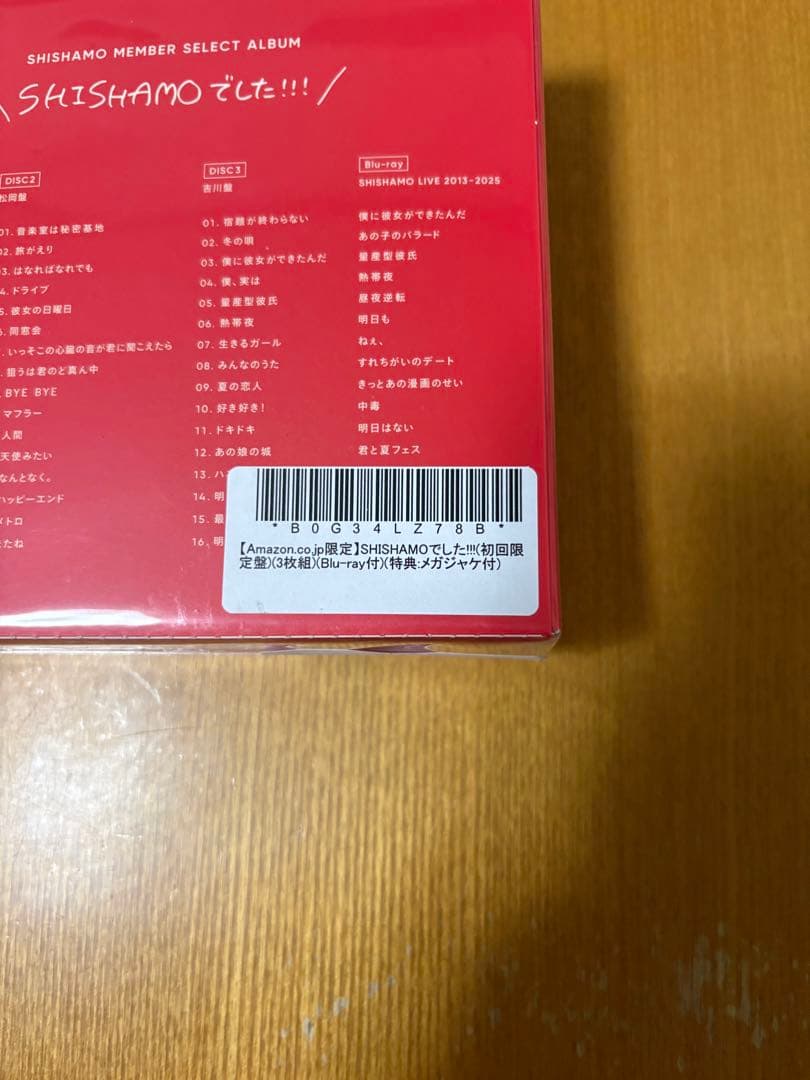 SHISHAMO MEMBER SELECT ALBUM
\ SHISHAMOでした!!! /
DISC2
松岡盤
01. 音楽室は秘密基地
02. 旅がえり
03. はなればなれでも
4. ドライブ
5. 彼女の日曜日
. 同窓会
. いっそこの心臓の音が君に聞こえたら
. 狙うは君のど真ん中
. BYE BYE
マフラー
人間
天使みたい
なんとなく。
ハッピーエンド
メトロ
またね
DISC3
吉川盤
01. 宿題が終わらない
02. 冬の唄
03. 僕に彼女ができたんだ
04. 僕、実は
05. 量産型彼氏
06. 熱帯夜
07. 生きるガール
08. みんなのうた
09. 夏の恋人
10. 好き好き!
11. ドキドキ
12. あの娘の城
13. ハ
14. 明
15. 最
16. 明
Blu-ray
SHISHAMO LIVE 2013-2025
僕に彼女ができたんだ
あの子のバラード
量産型彼氏
熱帯夜
昼夜逆転
明日も
ねぇ、
すれちがいのデート
きっとあの漫画のせい
中毒
明日はない
君と夏フェス
*B0G34LZ78B*
【Amazon.co.jp限定】SHISHAMOでした!!!(初回限
定盤)(3枚組)(Blu-ray付)(特典:メガジャケ付)